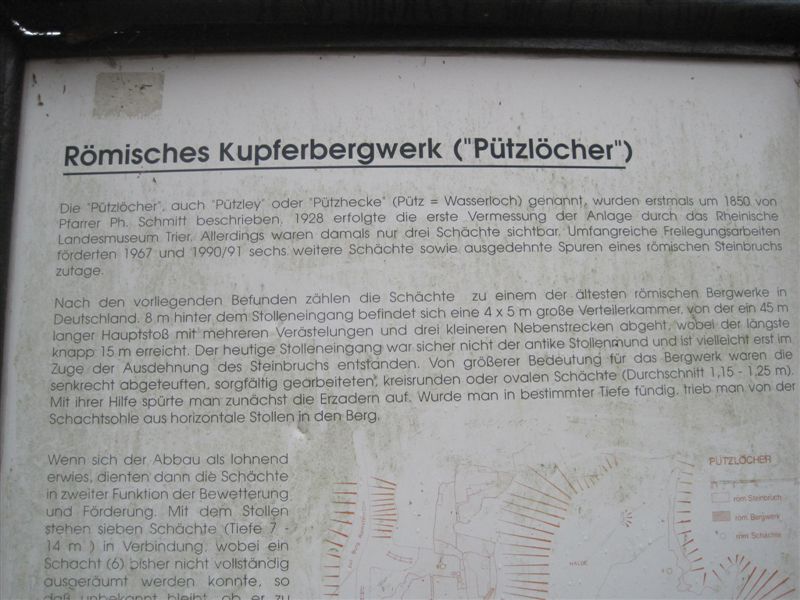 Römisches Kupferbergwerk ("Pützlöcher")
Die "Pützlöcher", auch "Pützley" oder "Pützhecke" (Pütz = Wasserloch) genannt, wurden erstmals um 1850 von
Pfarrer Ph. Schmitt beschrieben. 1928 erfolgte die erste Vermessung der Anlage durch das Rheinische
Landesmuseum Trier. Allerdings waren damals nur drei Schächte sichtbar. Umfangreiche Freilegungsarbeiten
förderten 1967 und 1990/91 sechs weitere Schächte sowie ausgedehnte Spuren eines römischen Steinbruchs
zutage.
Nach den vorliegenden Befunden zählen die Schächte zu einem der ältesten römischen Bergwerke in
Deutschland. 8 m hinter dem Stolleneingang befindet sich eine 4 x 5 m große Verteilerkammer, von der ein 45 m
langer Hauptstoß mit mehreren Verästelungen und drei kleineren Nebenstrecken abgeht, wobei der längste
knapp 15 m erreicht. Der heutige Stolleneingang war sicher nicht der antike Stollenmund und ist vielleicht erst im
Zuge der Ausdehnung des Steinbruchs entstanden. Von größerer Bedeutung für das Bergwerk waren die
senkrecht abgeteuften, sorgfältig gearbeiteten, kreisrunden oder ovalen Schächte (Durchschnitt 1,15 - 1,25 m).
Mit ihrer Hilfe spürte man zunächst die Erzadern auf. Wurde man in bestimmter Tiefe fündig, trieb man von der
Schachtsohle aus horizontale Stollen in den Berg.
Wenn sich der Abbau als lohnend
erwies, dienten dann die Schächte
in zweiter Funktion der Bewetterung
und Förderung. Mit dem Stollen
stehen sieben Schächte (Tiefe 7 -
14 m ) in Verbindung, wobei ein
Schacht (6) bisher nicht vollständig
ausgeräumt werden konnte, so
daß unbekannt bleibt, ob er zu
PÜTZLÖCHER
röm Steinbruch
röm. Bergwerk
röm Schächte
HALDE